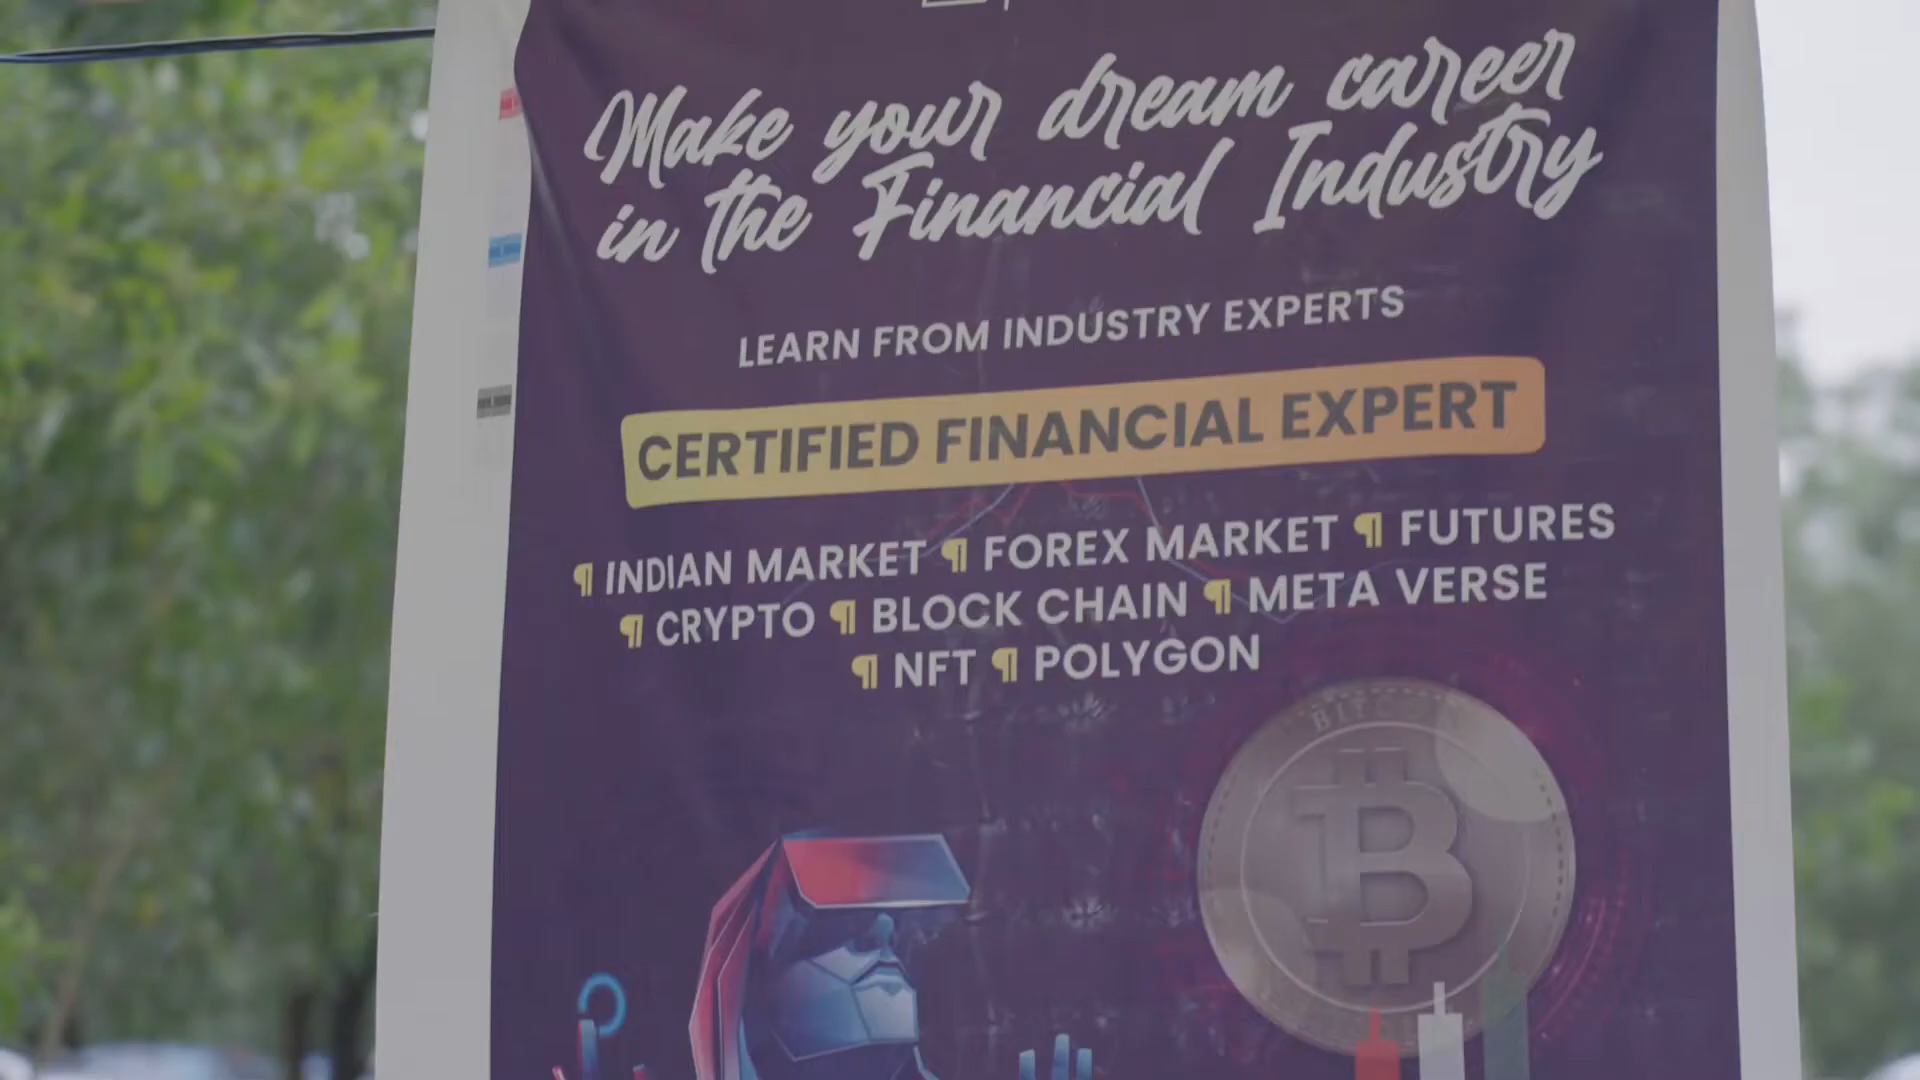 Make your dream career
in the Financial Industry
LEARN FROM INDUSTRY EXPERTS
CERTIFIED FINANCIAL EXPERT
¶ INDIAN MARKET ¶ FOREX MARKET ¶ FUTURES
¶ CRYPTO ¶ BLOCK CHAIN ¶ META VERSE
¶ NFT ¶ POLYGON
BITCOIN